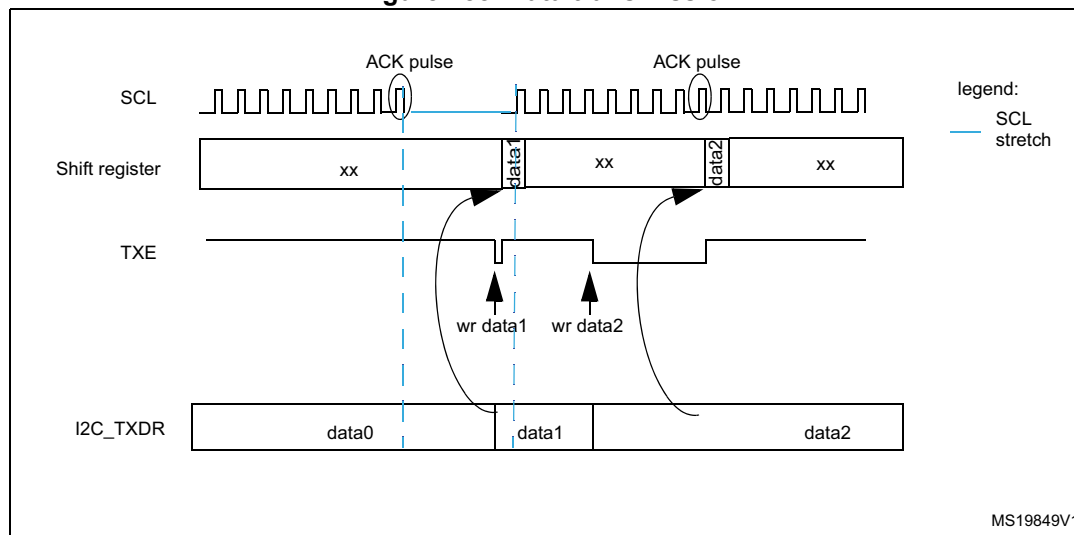 ACK pulse
ACK pulse
SCL
legend:
SCL
stretch
Shift register
xx
data1
xx
data2
xx
TXE
wr data1
wr data2
I2C_TXDR
data0
data1
data2